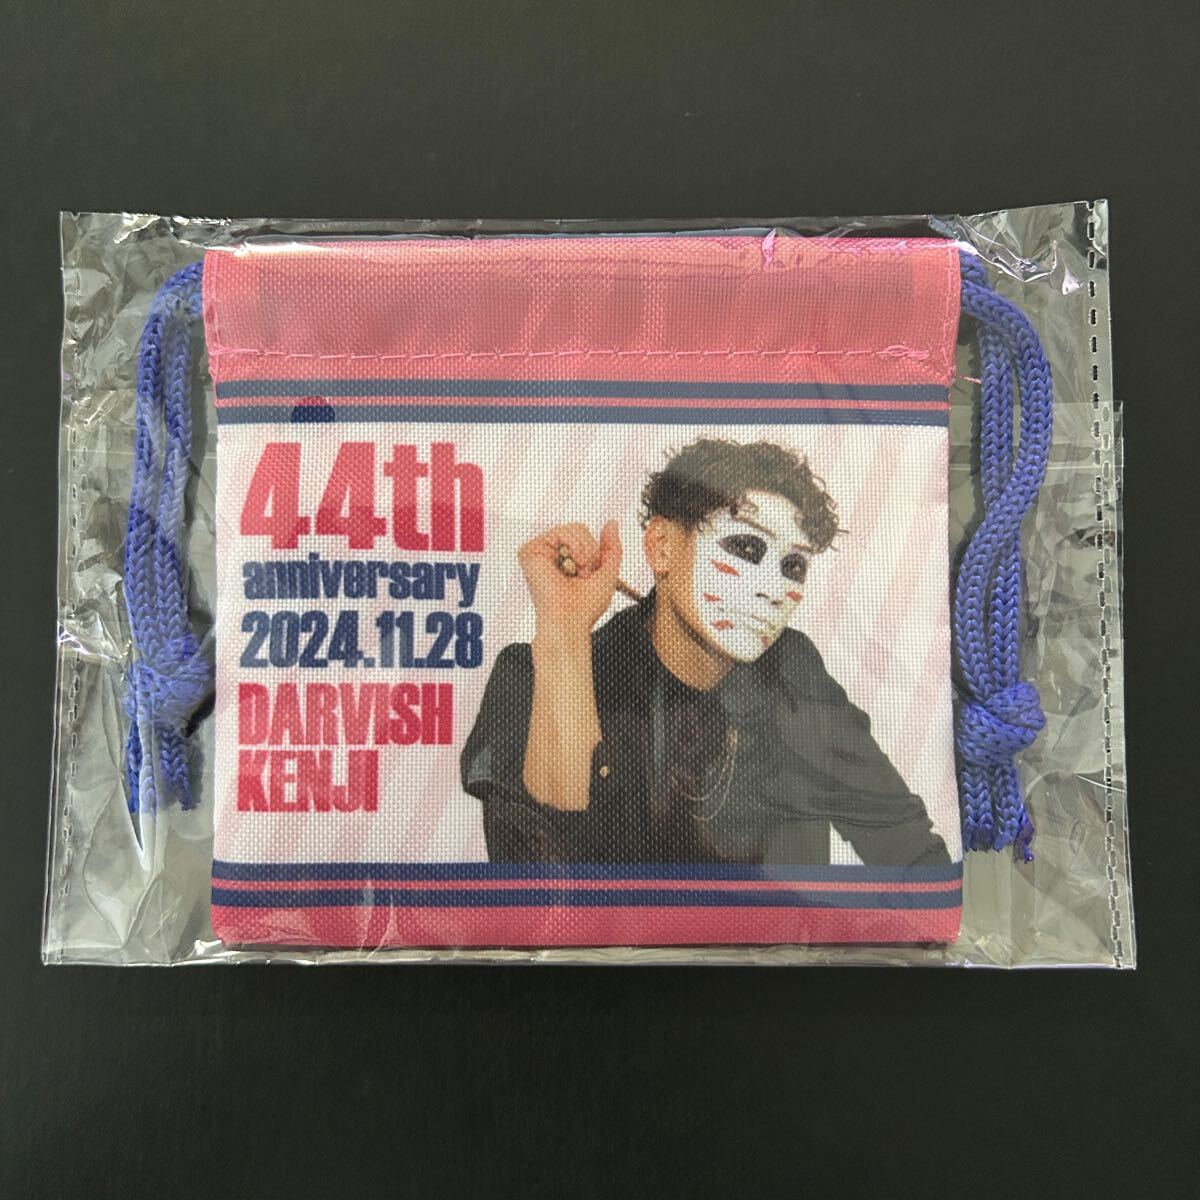 44th
anniversary
2024.11.28
DARVISH
KENJI